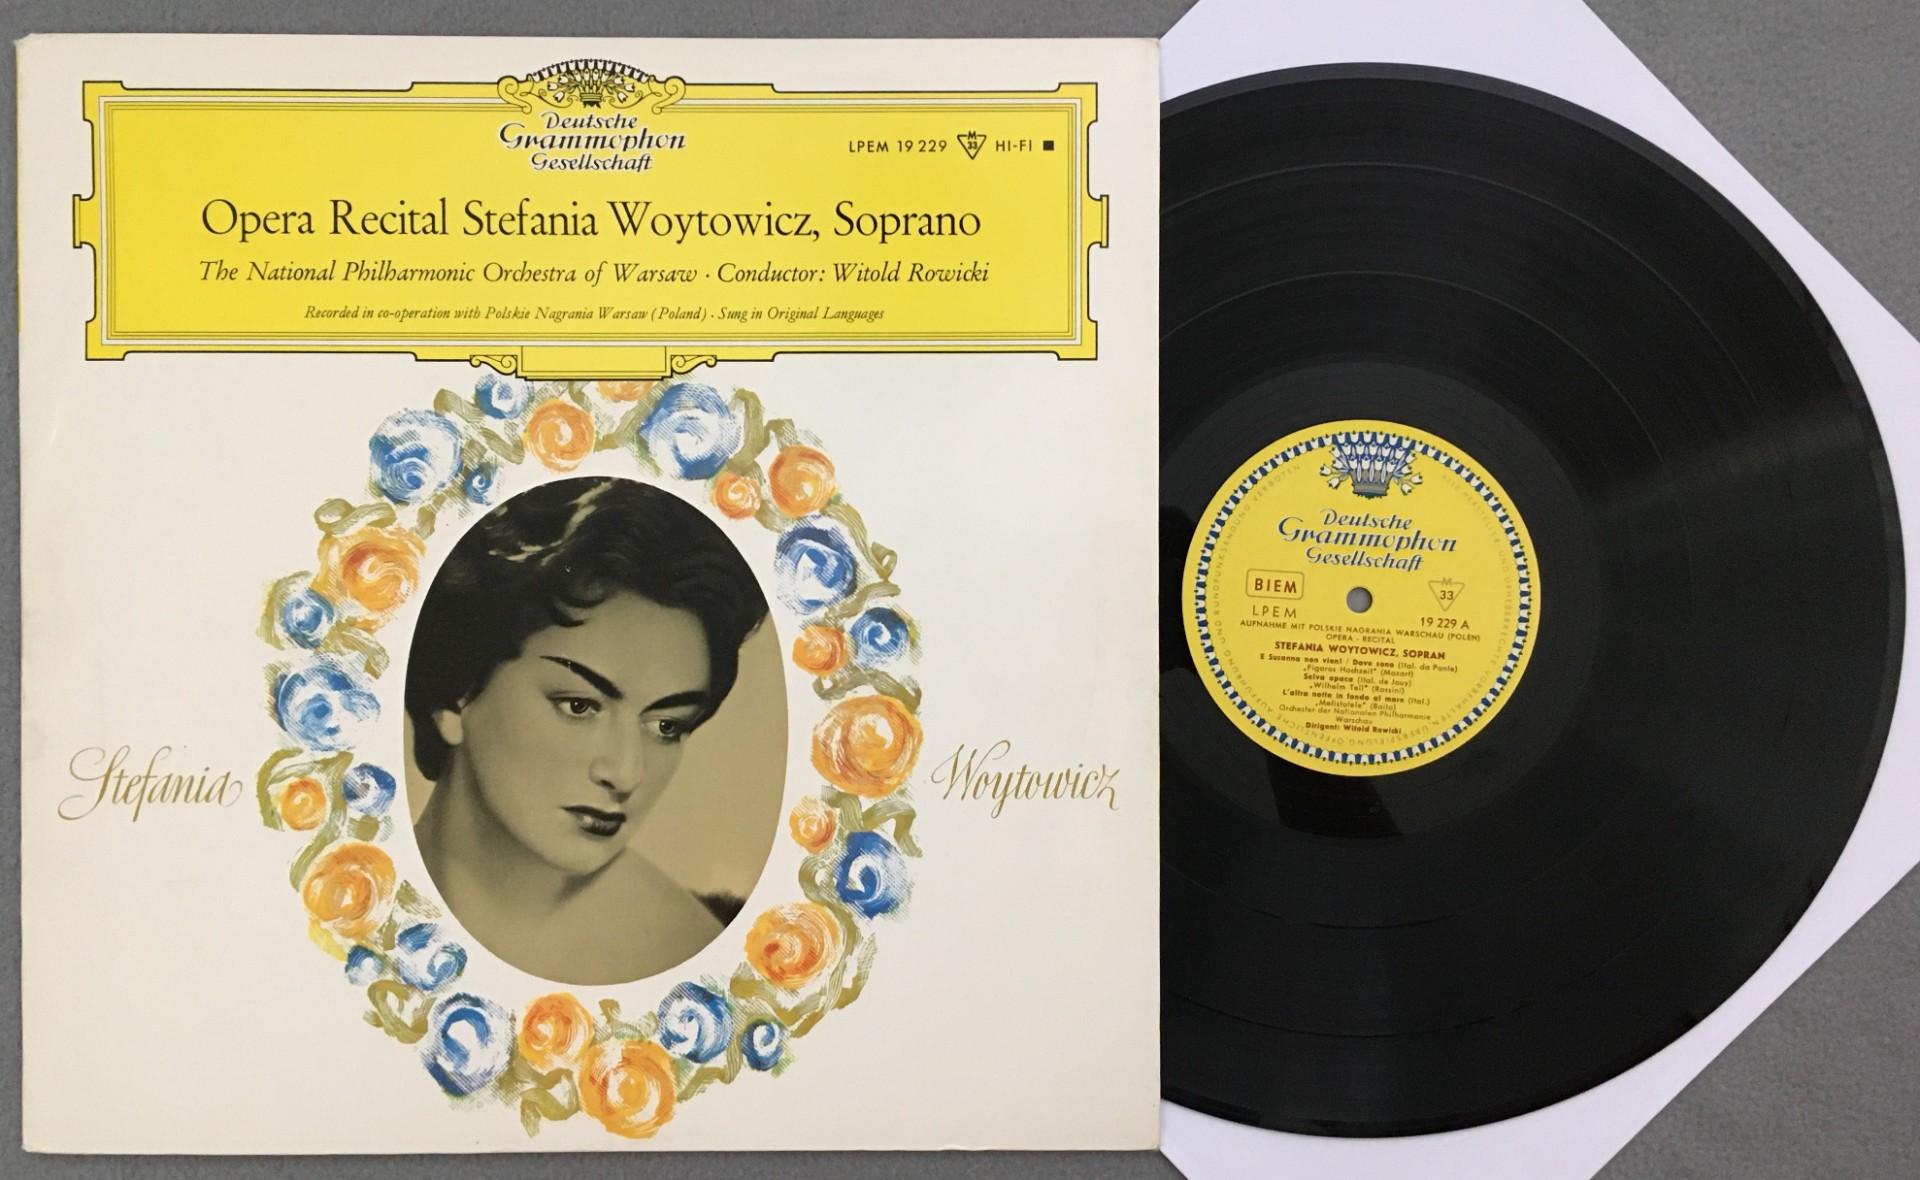 Deutsche
Grammophon
Gesellschaft
LPEM 19 229 M 33 HI-FI
Opera Recital Stefania Woytowicz, Soprano
The National Philharmonic Orchestra of Warsaw · Conductor: Witold Rowicki
Recorded in co-operation with Polskie Nagrania Warsaw (Poland) · Sung in Original Languages
Stefania Woytowicz
Deutsche
Grammophon
Gesellschaft
BIEM
M 33
LPEM
19 229 A
AUFNAHME MIT POLSKIE NAGRANIA WARSCHAU (POLEN)
OPERA - RECITAL
STEFANIA WOYTOWICZ, SOPRAN
E Susanna non vien! / Dove sono (Ital. da Ponte)
„Figaros Hochzeit" (Mozart)
Selva opaca (Ital. de Jouy)
„Wilhelm Tell" (Rossini)
L'altra notte in fondo al mare (Ital.)
„Mefistofele" (Boito)
Orchester der Nationalen Philharmonie
Warschau
Dirigent: Witold Rowicki